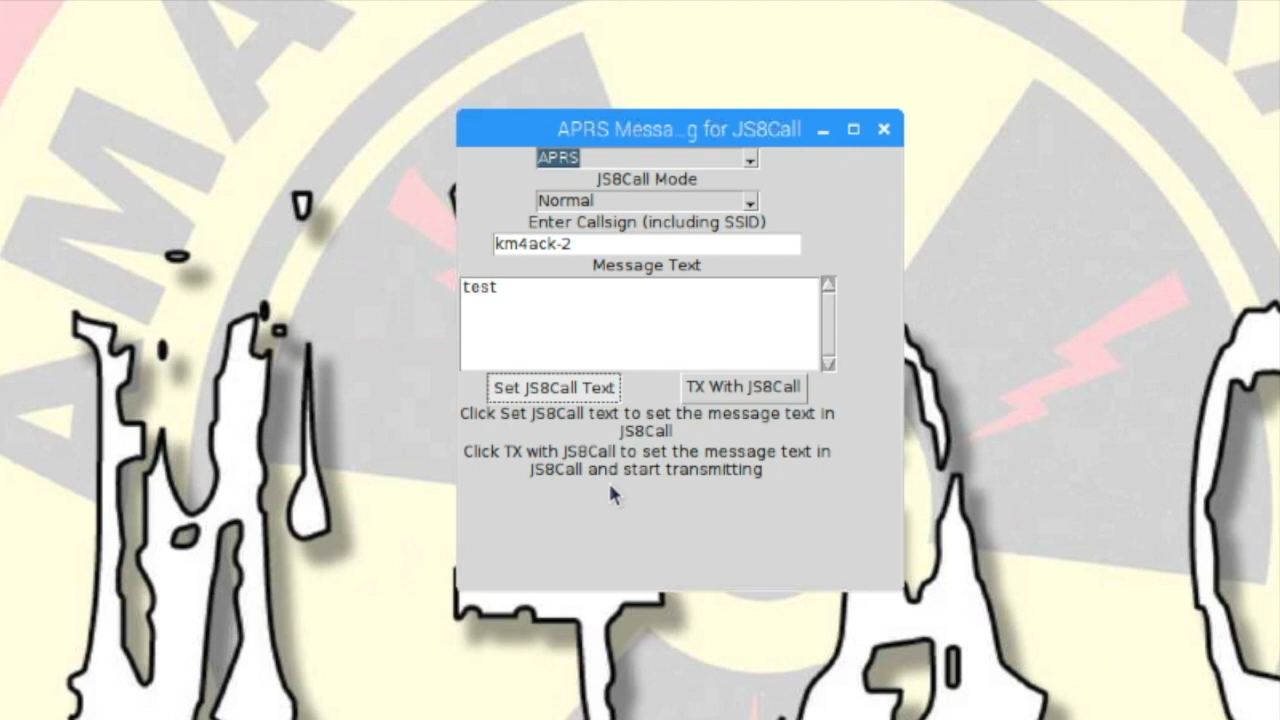 APRS Messa...g for JS8Call
APRS
JS8Call Mode
Normal
Enter Callsign (including SSID)
km4ack-2
Message Text
test
Set JS8Call Text
TX With JS8Call
Click Set JS8Call text to set the message text in
JS8Call
Click TX with JS8Call to set the message text in
JS8Call and start transmitting